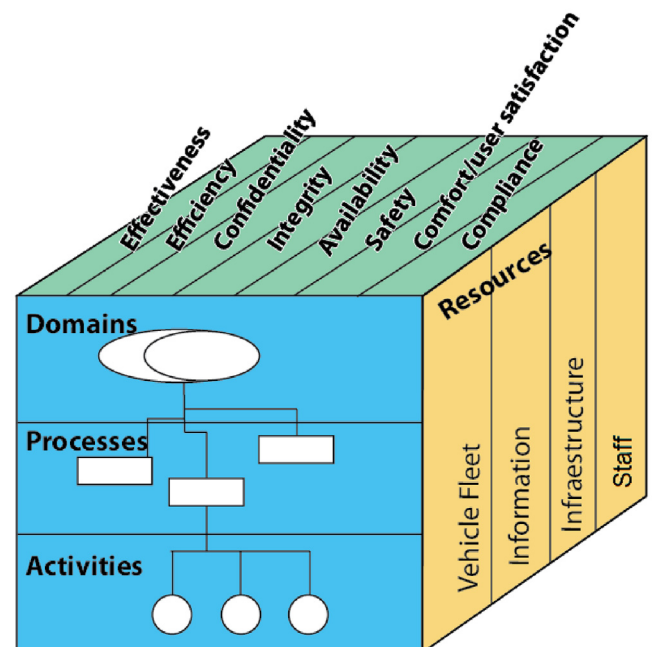 Effectiveness
Efficiency
Confidentiality
Integrity
Availability
Safety
Comfort/user satisfaction
Compliance
Resources
Domains
Processes
Activities
Vehicle Fleet
Information
Infraestructure
Staff